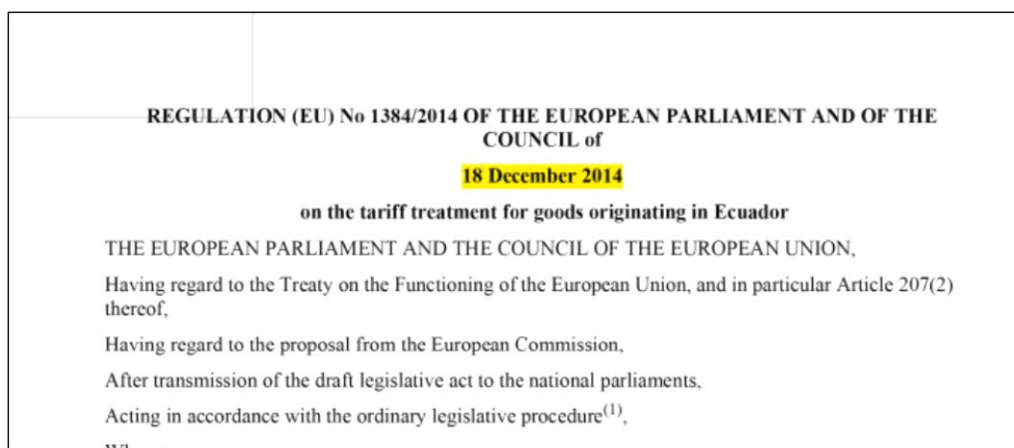 REGULATION (EU) No 1384/2014 OF THE EUROPEAN PARLIAMENT AND OF THE
COUNCIL of
18 December 2014
on the tariff treatment for goods originating in Ecuador
THE EUROPEAN PARLIAMENT AND THE COUNCIL OF THE EUROPEAN UNION,
Having regard to the Treaty on the Functioning of the European Union, and in particular Article 207(2)
thereof,
Having regard to the proposal from the European Commission,
After transmission of the draft legislative act to the national parliaments,
Acting in accordance with the ordinary legislative procedure(1),